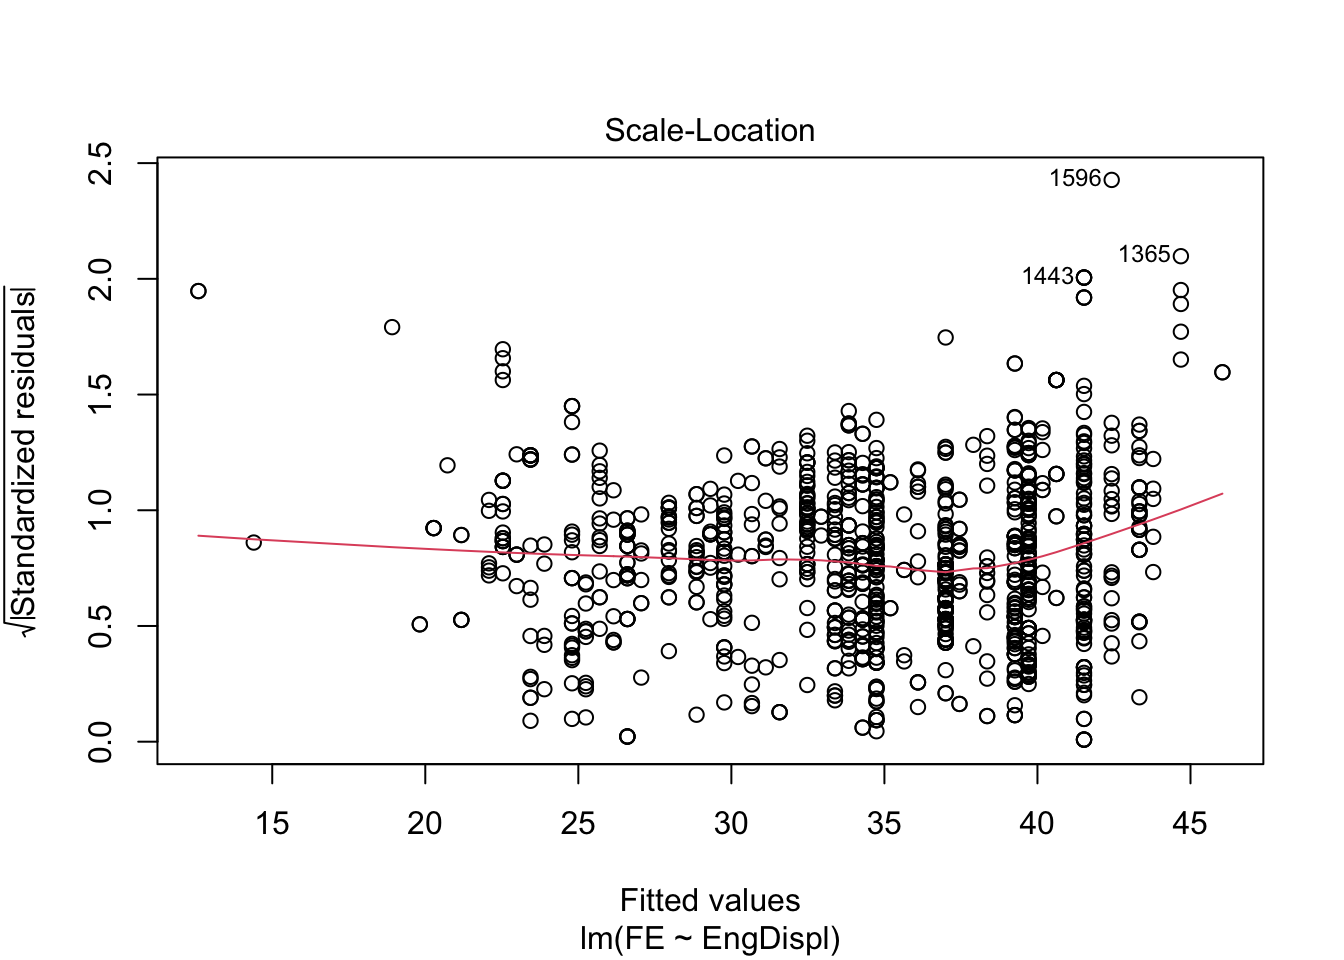 Scale-Location
√|Standardized residuals|
2.5
2.0
1.5
1.0
0.5
0.0
1596
1365
1443
15 20 25 30 35 40 45
Fitted values
lm(FE ~ EngDispl)